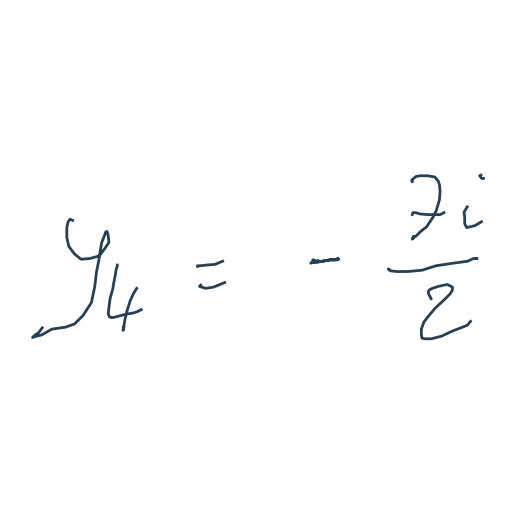 y_4 = - \frac{7i}{2}